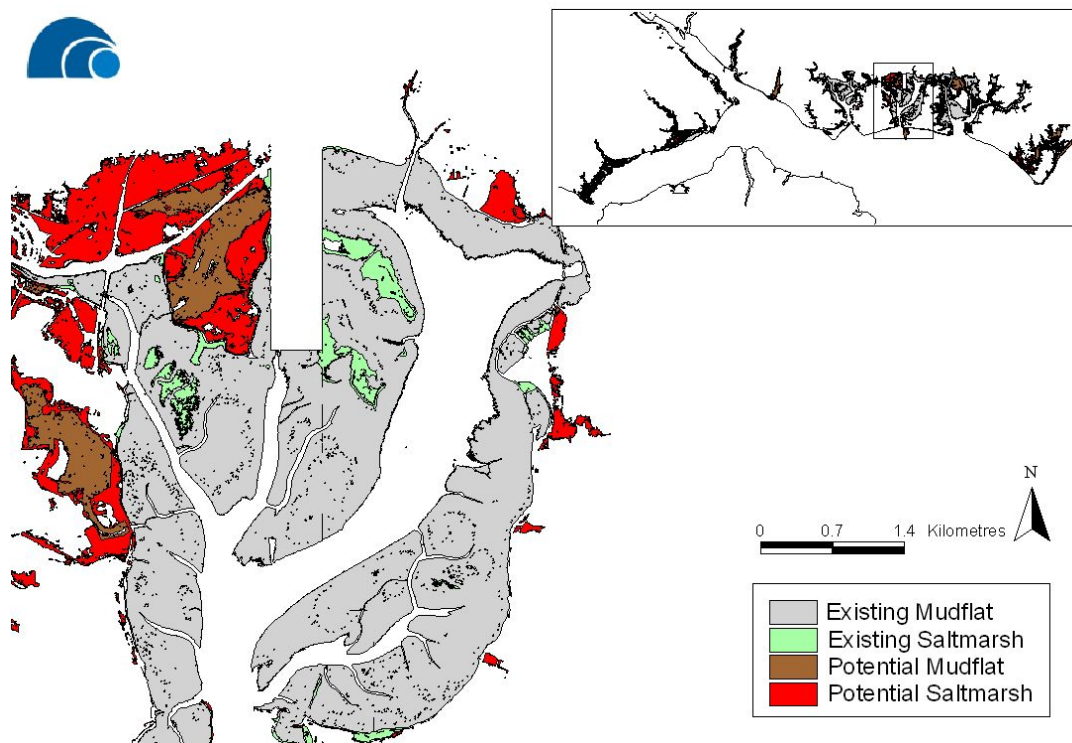 N
0 0.7 1.4 Kilometres
Existing Mudflat
Existing Saltmarsh
Potential Mudflat
Potential Saltmarsh